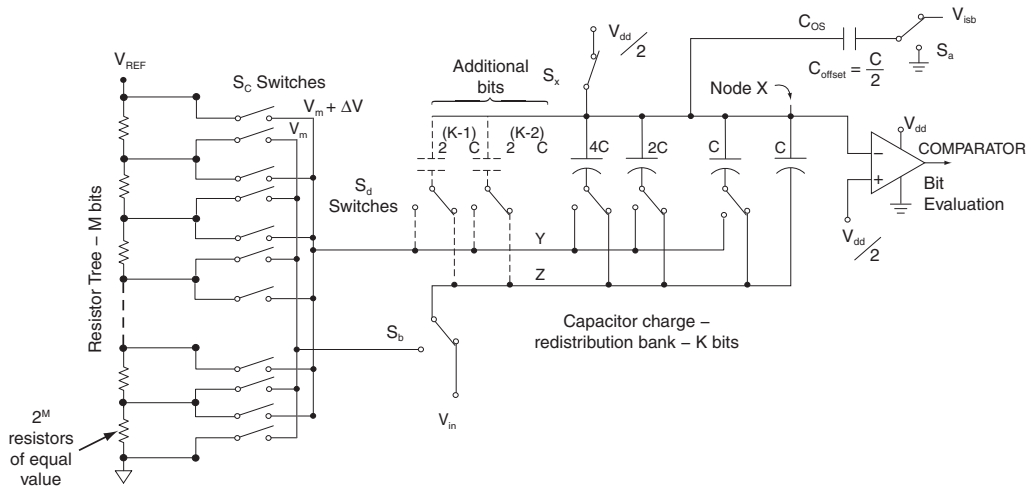 V_REF
S_C Switches
V_m + ΔV
V_m
Resistor Tree – M bits
2^M
resistors
of equal
value
S_b
V_in
S_d
Switches
Additional
bits
2^(K-1) C
2^(K-2) C
4C
2C
C
C
S_x
V_dd/2
Y
Z
Capacitor charge –
redistribution bank – K bits
Node X
C_OS
C_offset = C/2
V_isb
S_a
V_dd
COMPARATOR
Bit
Evaluation
−
+
V_dd/2